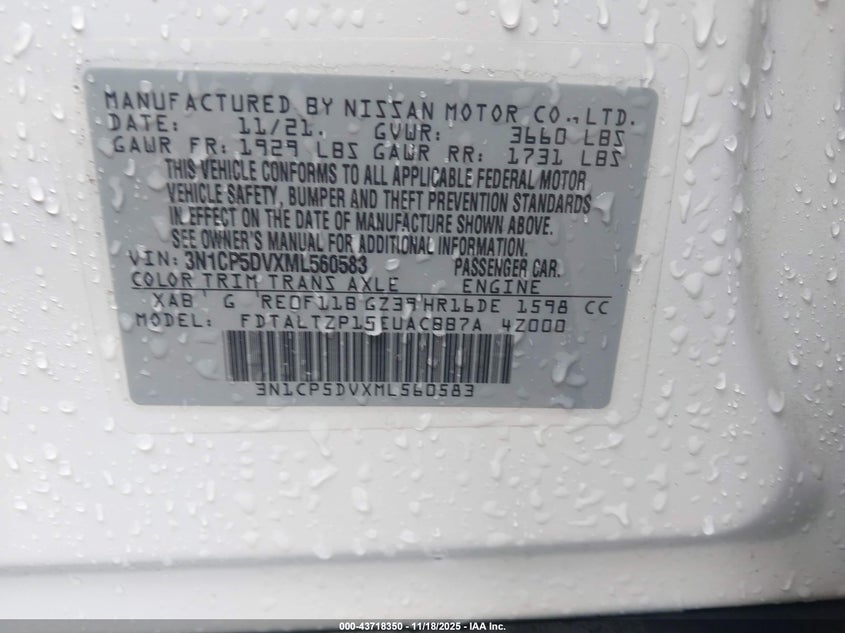 MANUFACTURED BY NISSAN MOTOR CO.,LTD.
DATE: 11/21. GVWR: 3660 LBS
GAWR FR: 1929 LBS GAWR RR: 1731 LBS
THIS VEHICLE CONFORMS TO ALL APPLICABLE FEDERAL MOTOR
VEHICLE SAFETY, BUMPER AND THEFT PREVENTION STANDARDS
IN EFFECT ON THE DATE OF MANUFACTURE SHOWN ABOVE.
SEE OWNER'S MANUAL FOR ADDITIONAL INFORMATION.
VIN: 3N1CP5DVXML560583 PASSENGER CAR.
COLOR TRIM TRANS AXLE ENGINE
XAB G RE0F11B GZ39 HR16DE 1598 CC
MODEL: FDTALTZP15EUACBB7A 4Z000
3N1CP5DVXML560583
000-43718350 — 11/18/2025 — IAA Inc.